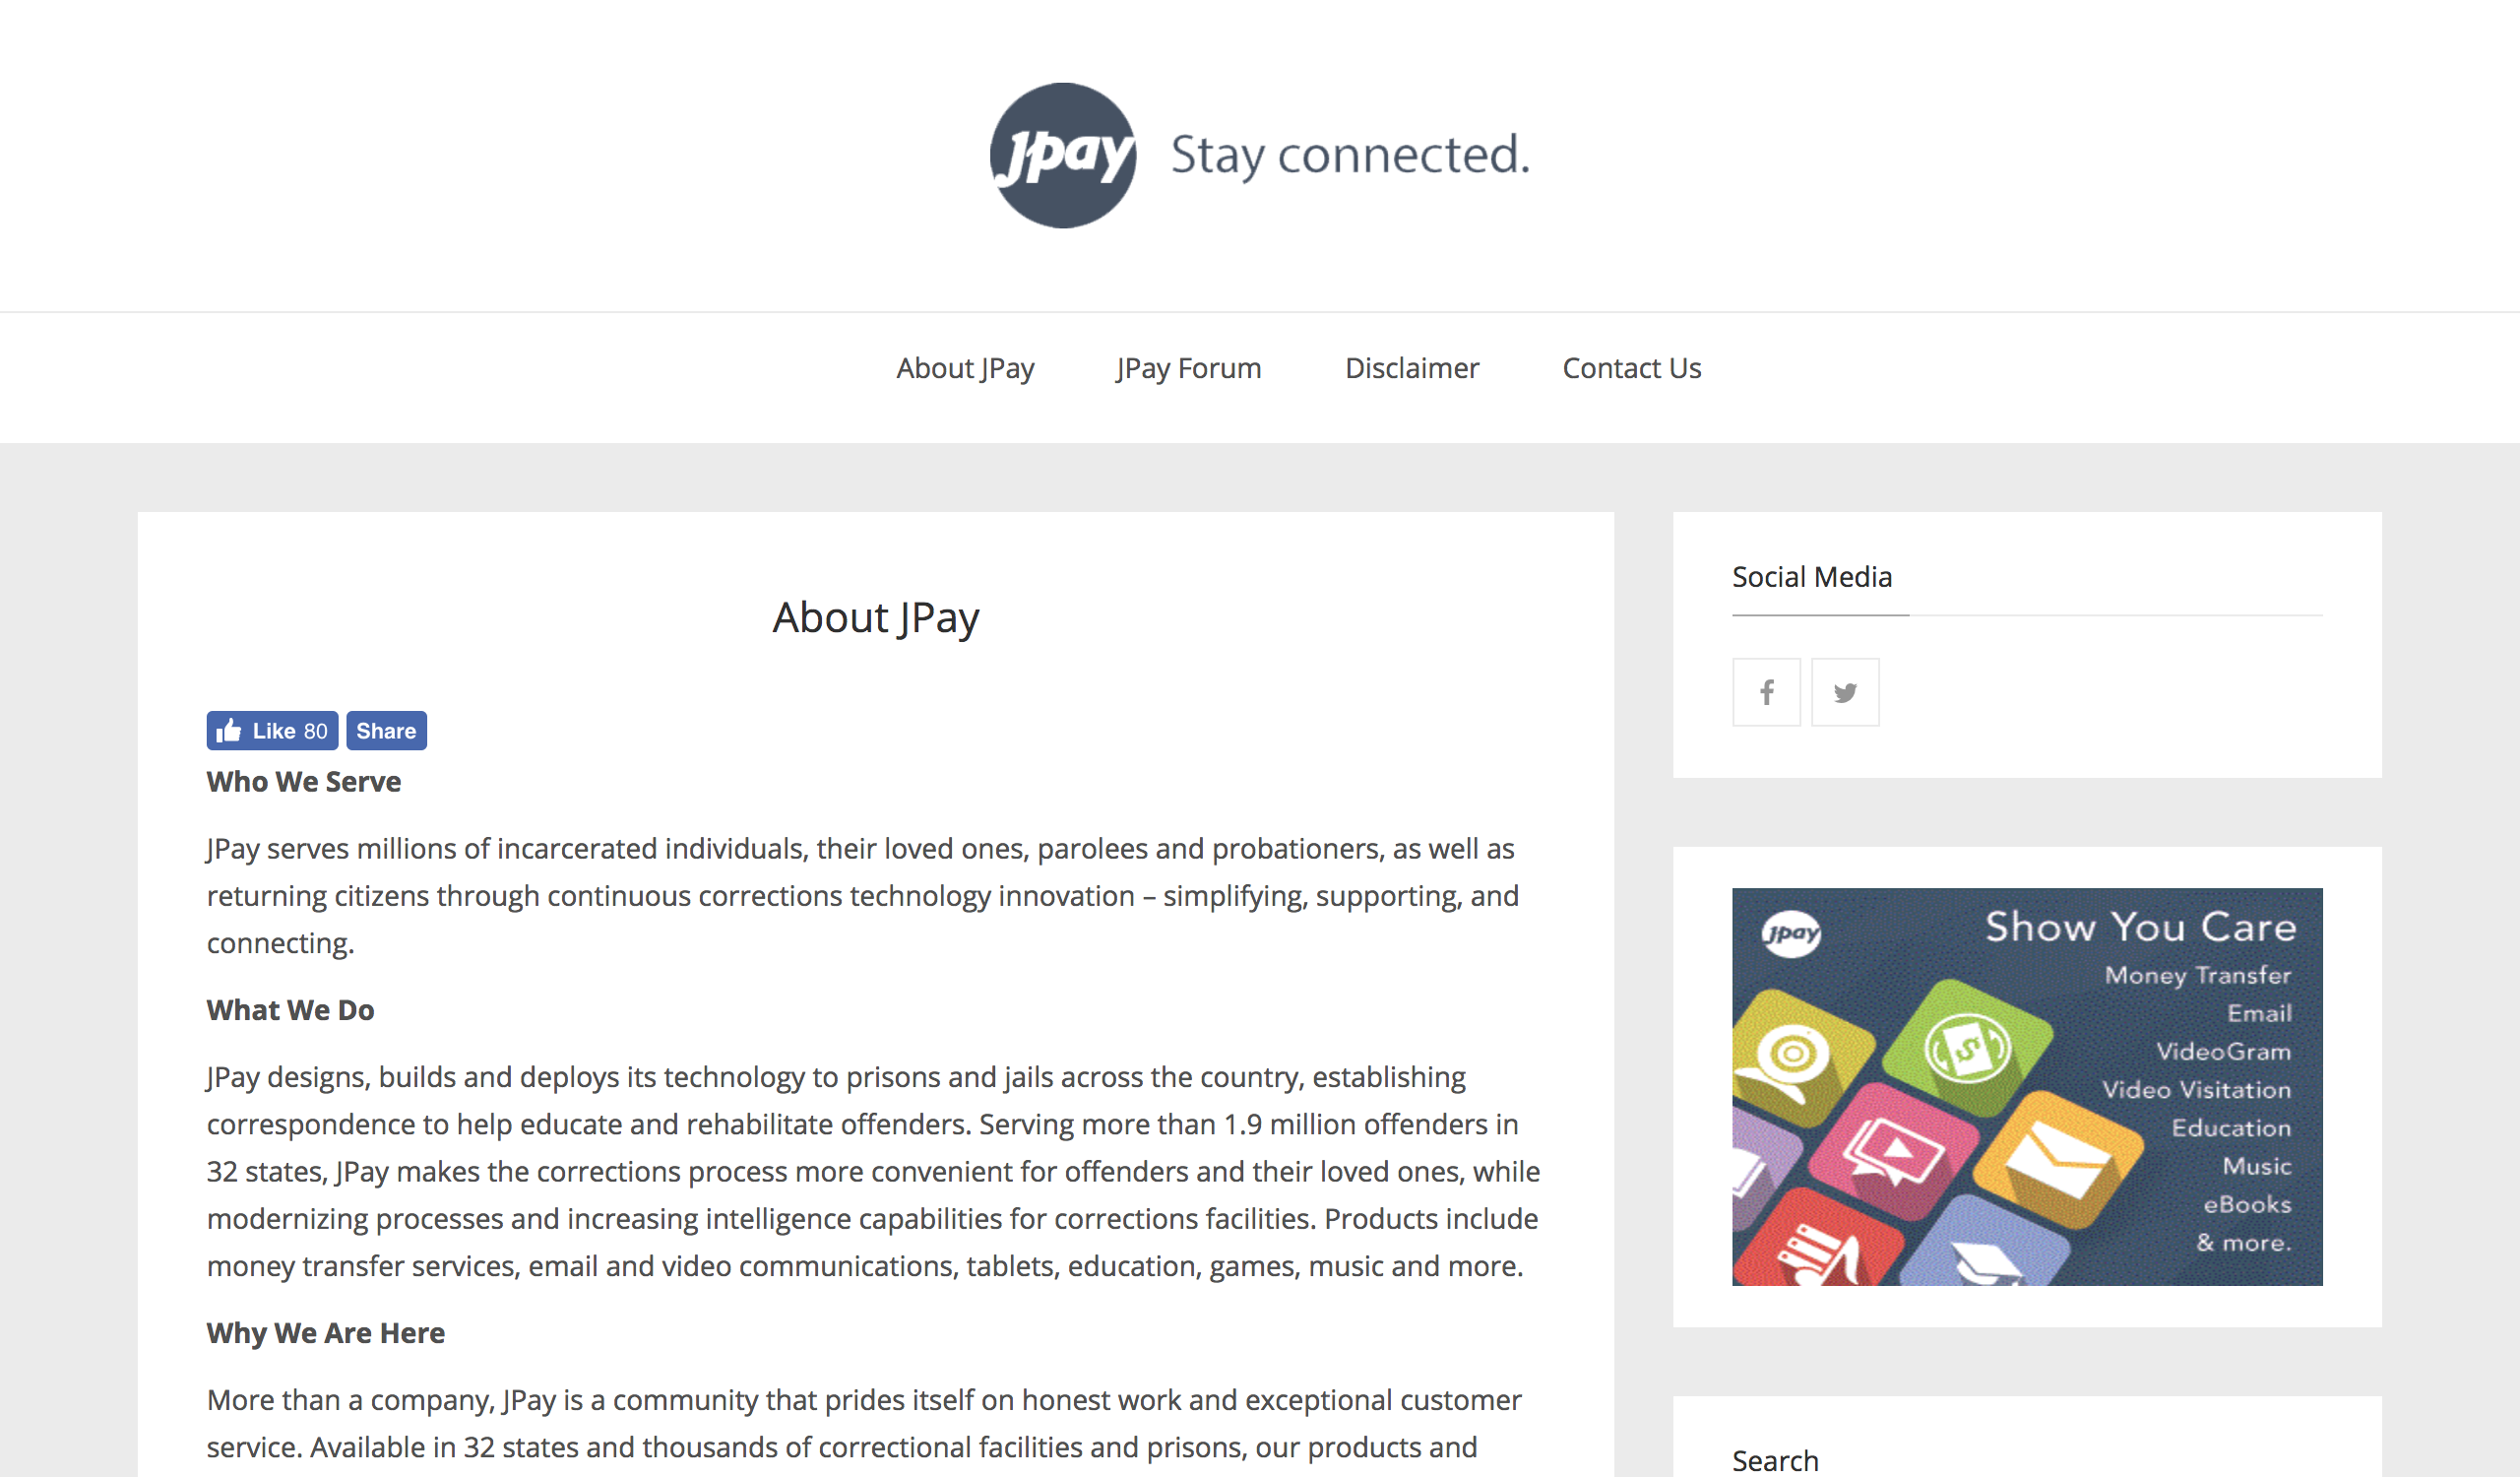 jpay Stay connected.
About JPay JPay Forum Disclaimer Contact Us
About JPay
Like 80 Share
Who We Serve
JPay serves millions of incarcerated individuals, their loved ones, parolees and probationers, as well as
returning citizens through continuous corrections technology innovation – simplifying, supporting, and
connecting.
What We Do
JPay designs, builds and deploys its technology to prisons and jails across the country, establishing
correspondence to help educate and rehabilitate offenders. Serving more than 1.9 million offenders in
32 states, JPay makes the corrections process more convenient for offenders and their loved ones, while
modernizing processes and increasing intelligence capabilities for corrections facilities. Products include
money transfer services, email and video communications, tablets, education, games, music and more.
Why We Are Here
More than a company, JPay is a community that prides itself on honest work and exceptional customer
service. Available in 32 states and thousands of correctional facilities and prisons, our products and
Social Media
jpay
Show You Care
Money Transfer
Email
VideoGram
Video Visitation
Education
Music
eBooks
& more.
Search